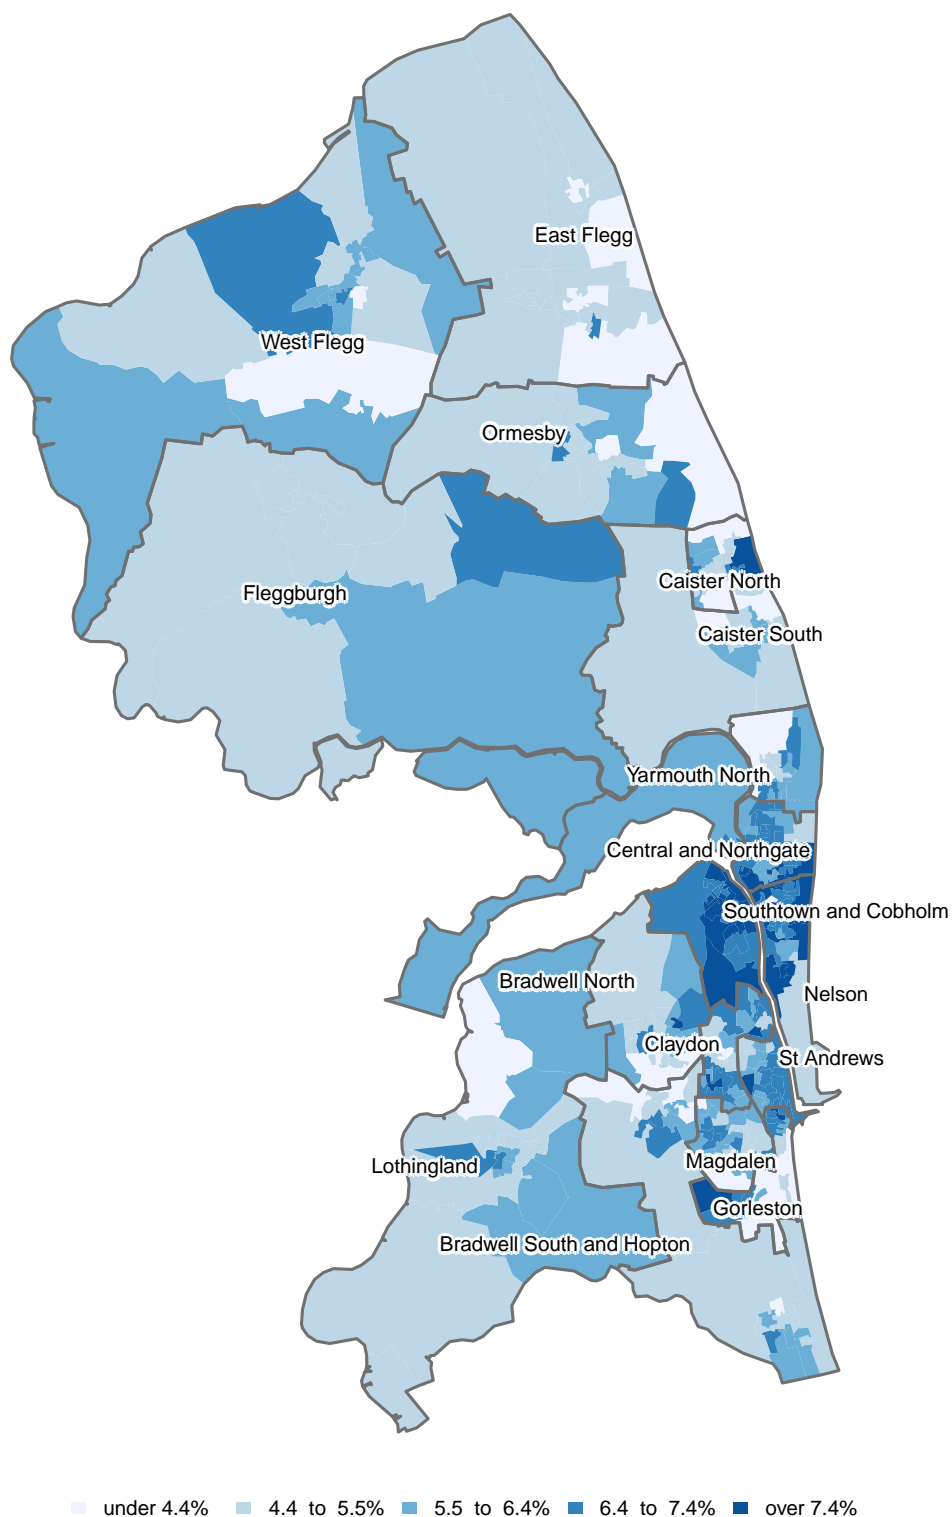 East Flegg
West Flegg
Ormesby
Caister North
Fleggburgh
Caister South
Yarmouth North
Central and Northgate
Southtown and Cobholm
Bradwell North
Nelson
Claydon
St Andrews
Magdalen
Lothingland
Gorleston
Bradwell South and Hopton
under 4.4% 4.4 to 5.5% 5.5 to 6.4% 6.4 to 7.4% over 7.4%